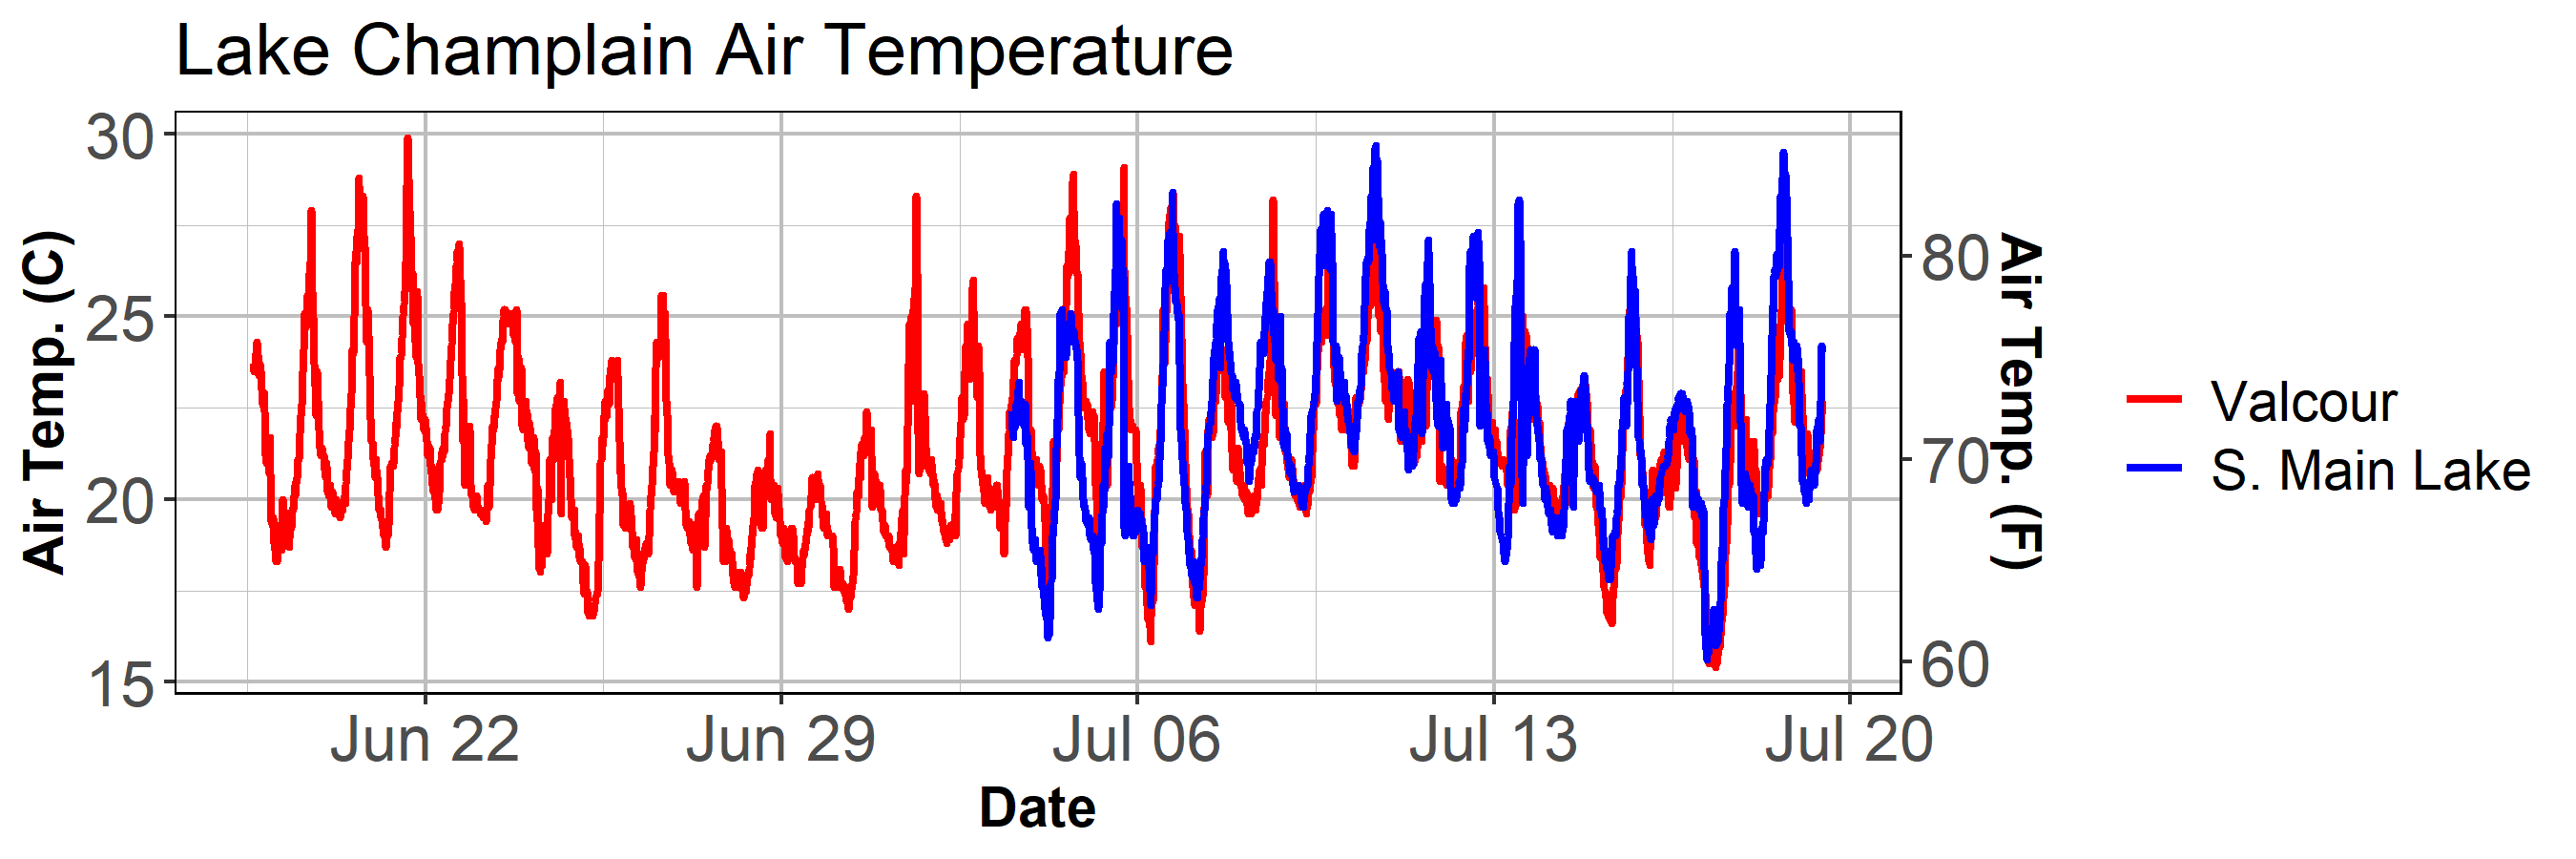 Lake Champlain Air Temperature
30
25
20
15
Air Temp. (C)
80
70
60
Air Temp. (F)
Jun 22
Jun 29
Jul 06
Jul 13
Jul 20
Date
Valcour
S. Main Lake